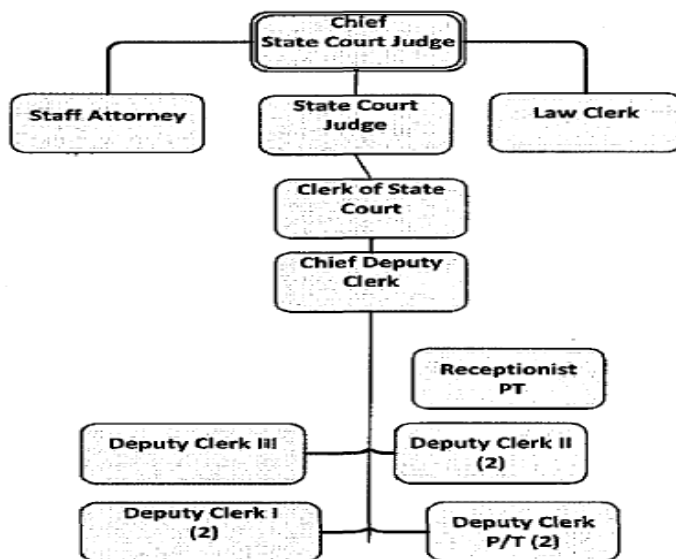 Chief
State Court Judge
Staff Attorney
State Court
Judge
Law Clerk
Clerk of State
Court
Chief Deputy
Clerk
Receptionist
PT
Deputy Clerk III
Deputy Clerk II
(2)
Deputy Clerk I
(2)
Deputy Clerk
P/T (2)